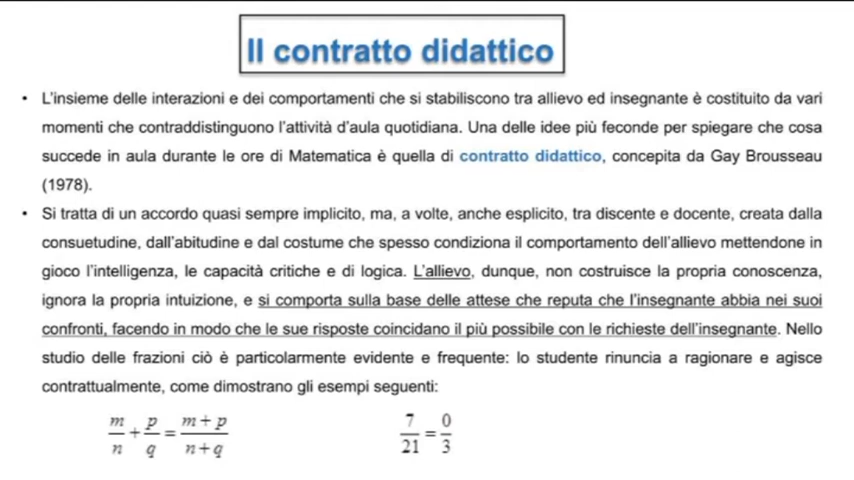 Il contratto didattico
• L'insieme delle interazioni e dei comportamenti che si stabiliscono tra allievo ed insegnante è costituito da vari
momenti che contraddistinguono l'attività d'aula quotidiana. Una delle idee più feconde per spiegare che cosa
succede in aula durante le ore di Matematica è quella di contratto didattico, concepita da Gay Brousseau
(1978).
• Si tratta di un accordo quasi sempre implicito, ma, a volte, anche esplicito, tra discente e docente, creata dalla
consuetudine, dall'abitudine e dal costume che spesso condiziona il comportamento dell'allievo mettendone in
gioco l'intelligenza, le capacità critiche e di logica. L'allievo, dunque, non costruisce la propria conoscenza,
ignora la propria intuizione, e si comporta sulla base delle attese che reputa che l'insegnante abbia nei suoi
confronti, facendo in modo che le sue risposte coincidano il più possibile con le richieste dell'insegnante. Nello
studio delle frazioni ciò è particolarmente evidente e frequente: lo studente rinuncia a ragionare e agisce
contrattualmente, come dimostrano gli esempi seguenti:
m/n + p/q = m+p/n+q 7/21 = 0/3